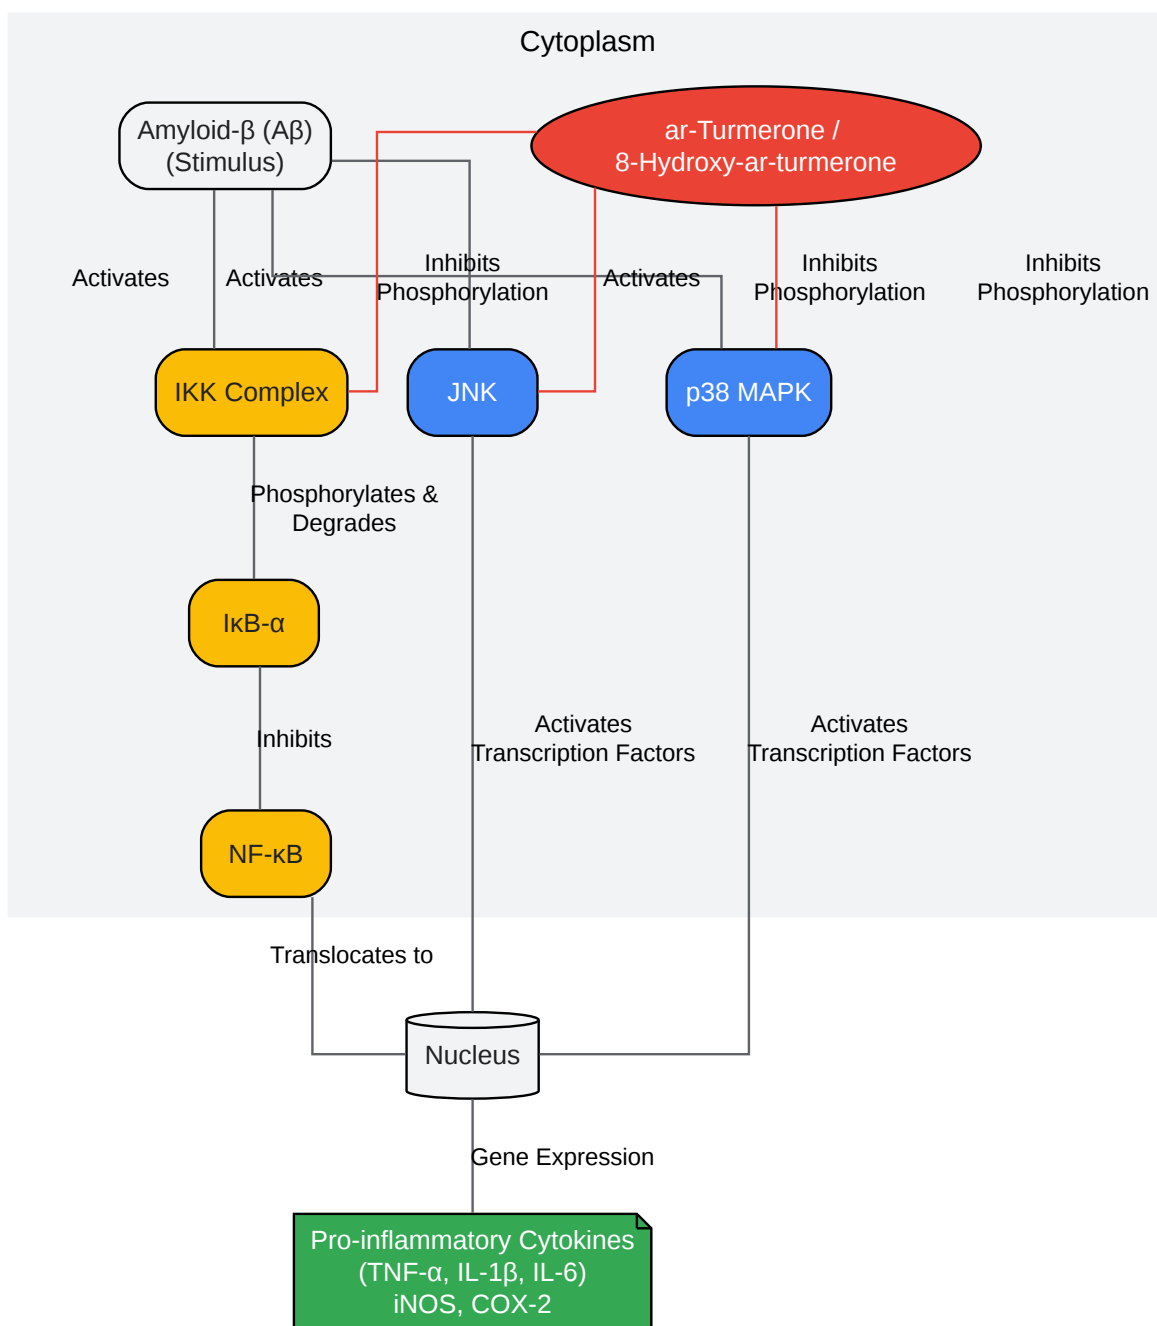 Cytoplasm
Amyloid-β (Aβ)
(Stimulus)
ar-Turmerone /
8-Hydroxy-ar-turmerone
Activates
Activates
Inhibits
Phosphorylation
Activates
Inhibits
Phosphorylation
Inhibits
Phosphorylation
IKK Complex
JNK
p38 MAPK
Phosphorylates &
Degrades
IκB-α
Inhibits
Activates
Transcription Factors
Activates
Transcription Factors
NF-κB
Translocates to
Nucleus
Gene Expression
Pro-inflammatory Cytokines
(TNF-α, IL-1β, IL-6)
iNOS, COX-2